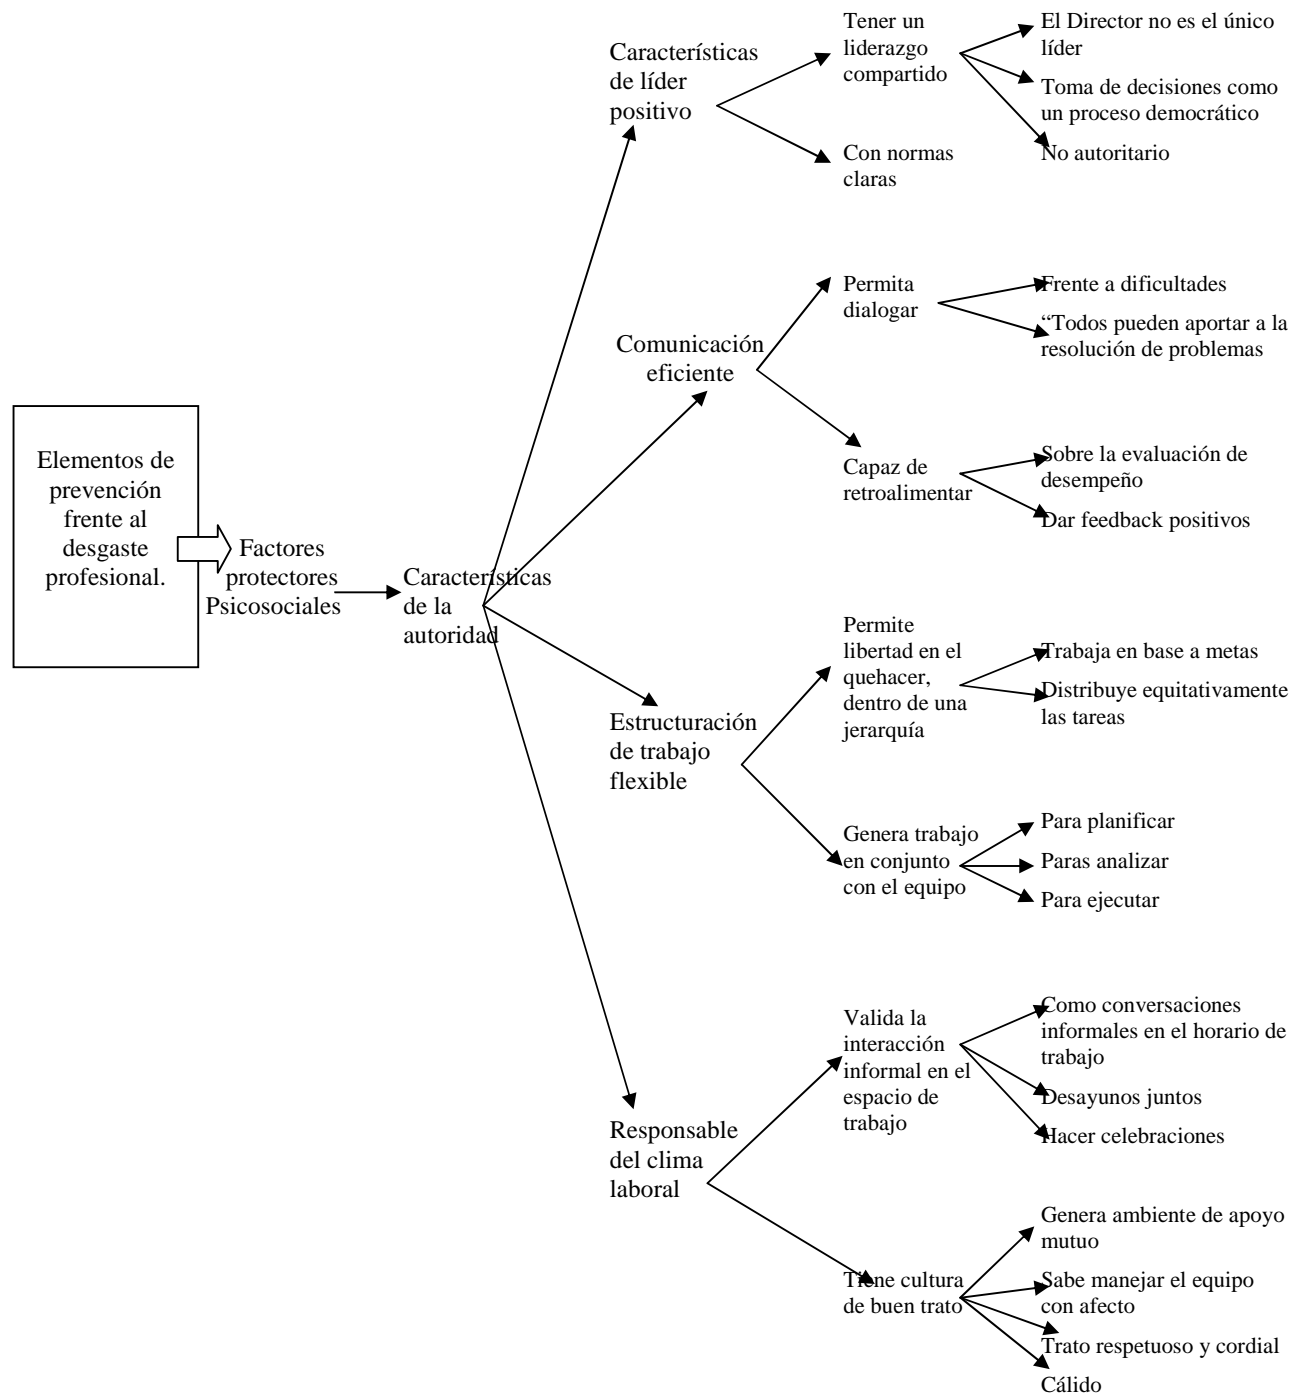 Elementos de
prevención
frente al
desgaste
profesional.
Factores
protectores
Psicosociales
Características
de la
autoridad
Características
de líder
positivo
Tener un
liderazgo
compartido
El Director no es el único
líder
Toma de decisiones como
un proceso democrático
No autoritario
Con normas
claras
Comunicación
eficiente
Permita
dialogar
Frente a dificultades
“Todos pueden aportar a la
resolución de problemas
Capaz de
retroalimentar
Sobre la evaluación de
desempeño
Dar feedback positivos
Estructuración
de trabajo
flexible
Permite
libertad en el
quehacer,
dentro de una
jerarquía
Trabaja en base a metas
Distribuye equitativamente
las tareas
Genera trabajo
en conjunto
con el equipo
Para planificar
Paras analizar
Para ejecutar
Responsable
del clima
laboral
Valida la
interacción
informal en el
espacio de
trabajo
Como conversaciones
informales en el horario de
trabajo
Desayunos juntos
Hacer celebraciones
Tiene cultura
de buen trato
Genera ambiente de apoyo
mutuo
Sabe manejar el equipo
con afecto
Trato respetuoso y cordial
Cálido